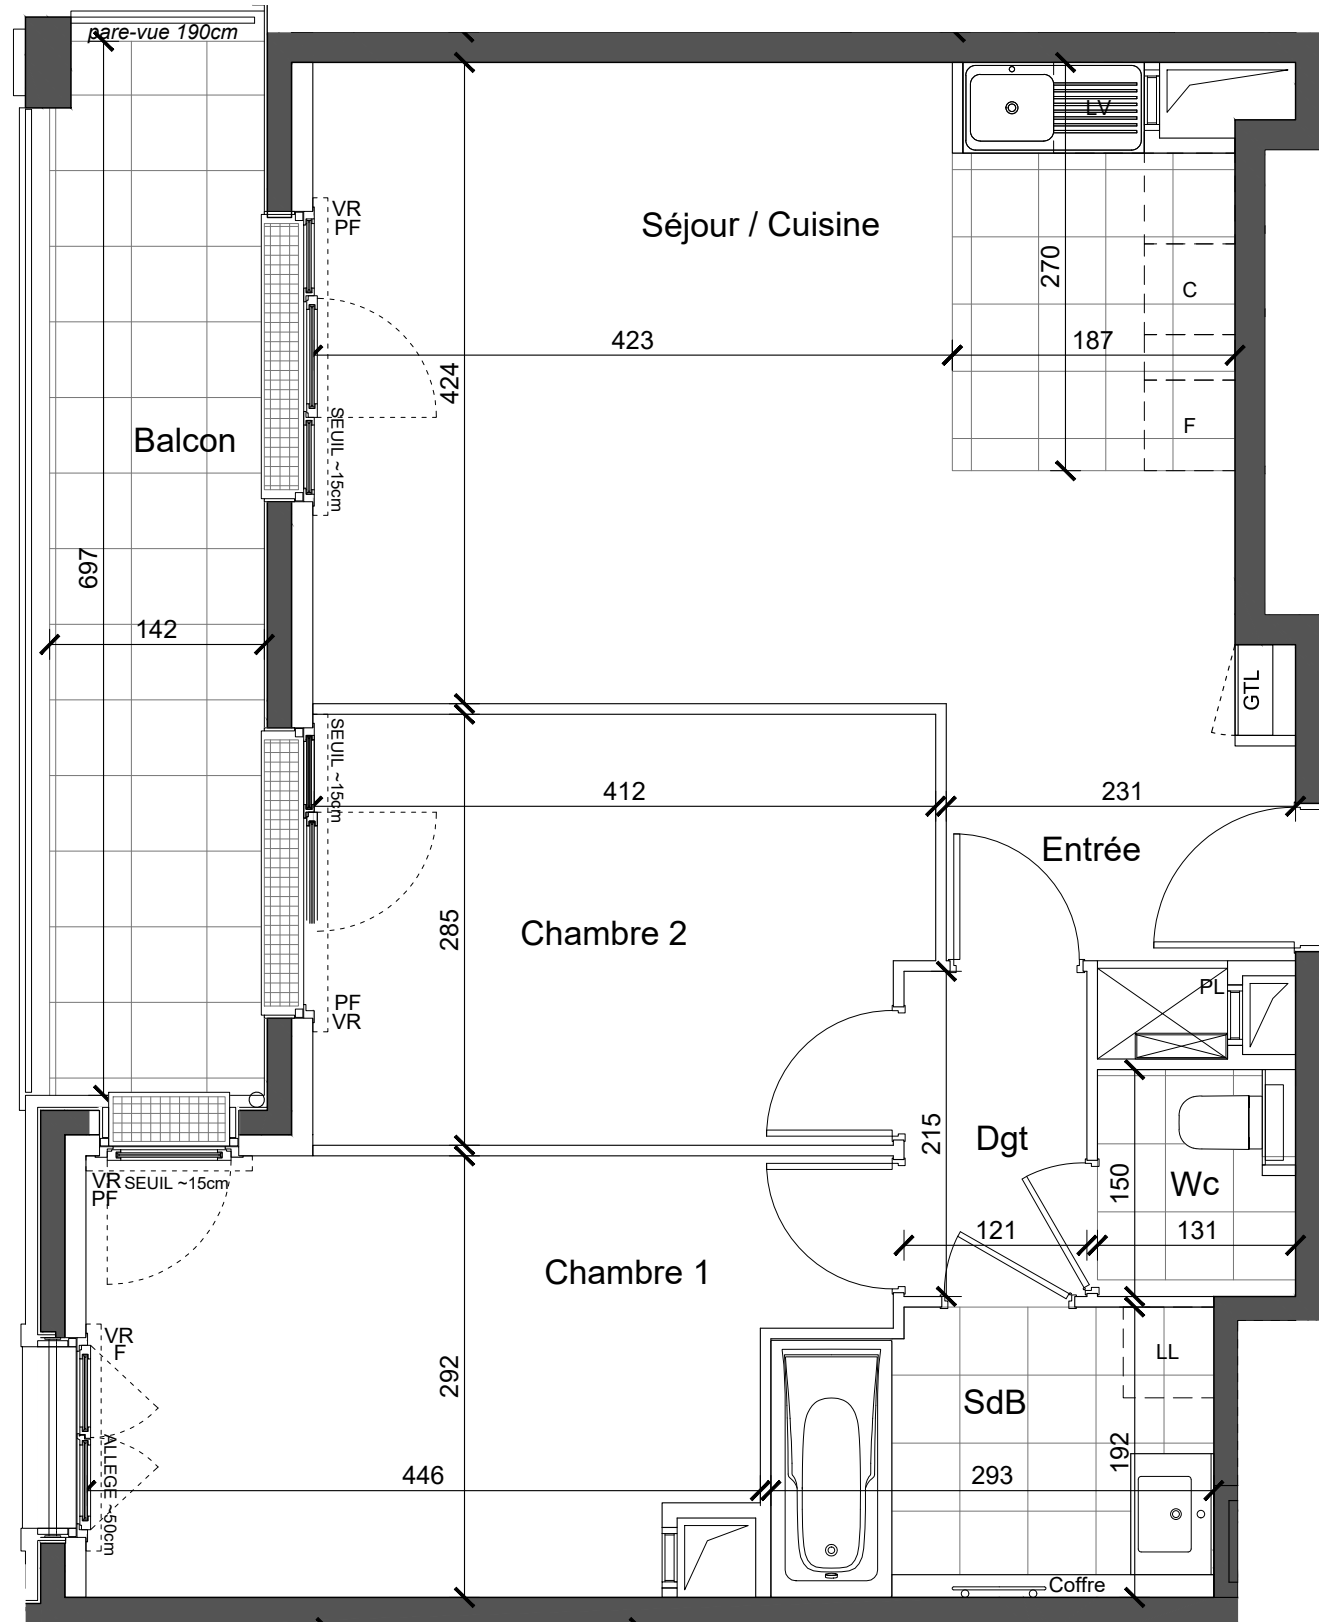 pare-vue 190cm
LV
VR
PF
Séjour / Cuisine
270
C
423
187
424
F
SEUIL ~15cm
Balcon
697
142
GTL
SEUIL ~15cm
412
231
Entrée
285
Chambre 2
PL
PF
VR
215
Dgt
150
Wc
VR
PF
SEUIL ~15cm
121
131
Chambre 1
VR
F
292
LL
SdB
192
ALLEGE ~50cm
446
293
Coffre